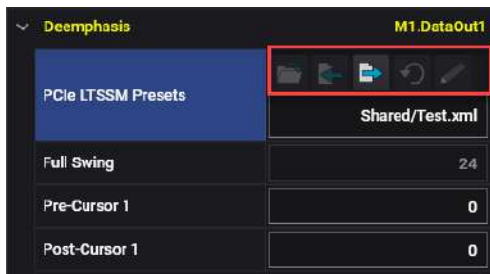 Deemphasis M1.DataOut1
PCIe LTSSM Presets
Shared/Test.xml
Full Swing 24
Pre-Cursor 1 0
Post-Cursor 1 0